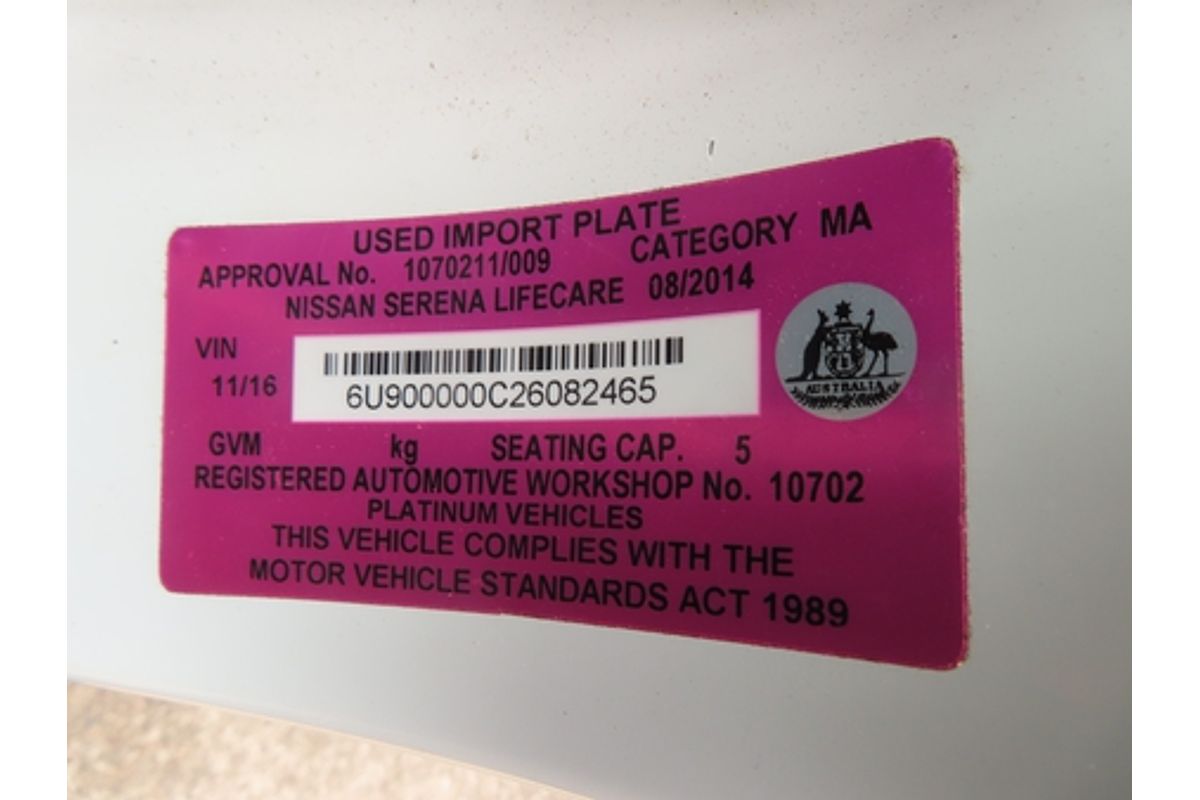 USED IMPORT PLATE
APPROVAL No. 1070211/009 CATEGORY MA
NISSAN SERENA LIFECARE 08/2014
VIN
11/16 6U900000C26082465
AUSTRALIA
GVM kg SEATING CAP. 5
REGISTERED AUTOMOTIVE WORKSHOP No. 10702
PLATINUM VEHICLES
THIS VEHICLE COMPLIES WITH THE
MOTOR VEHICLE STANDARDS ACT 1989